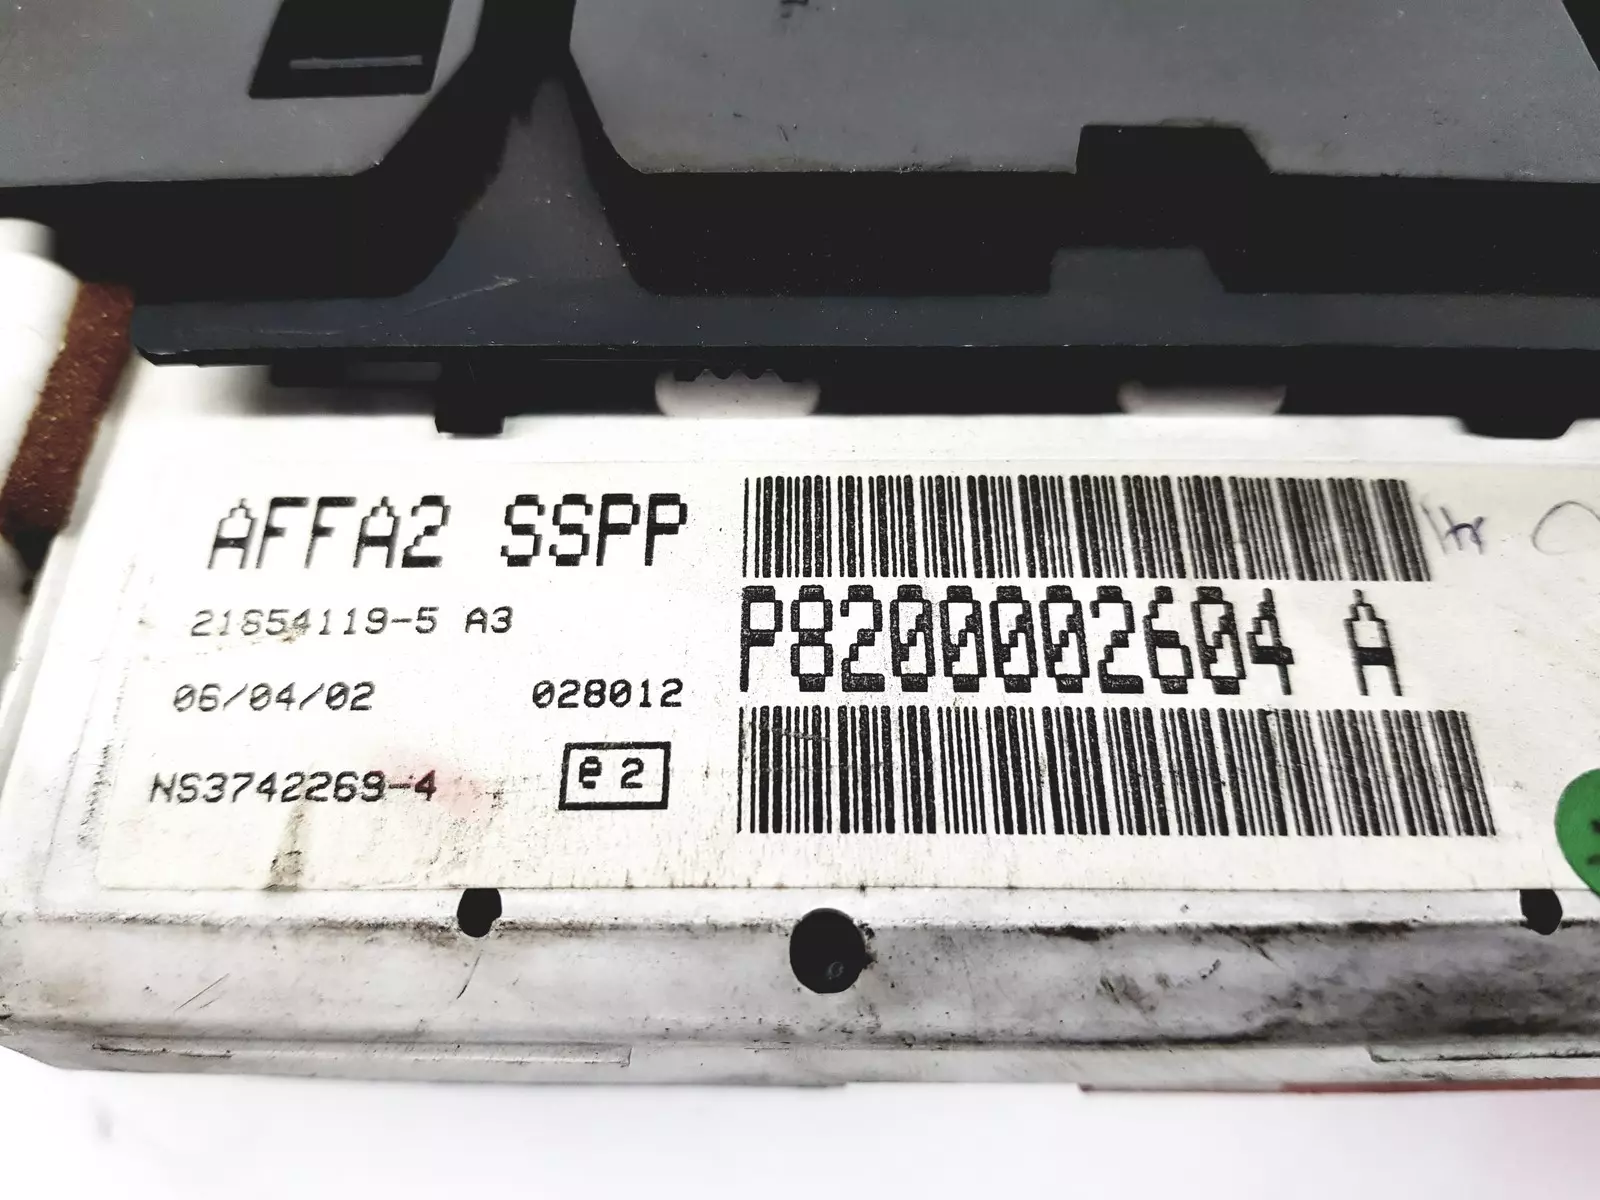 AFFA2 SSPP
21654119-5 A3
06/04/02 028012
NS3742269-4 e2
P8200002604 A